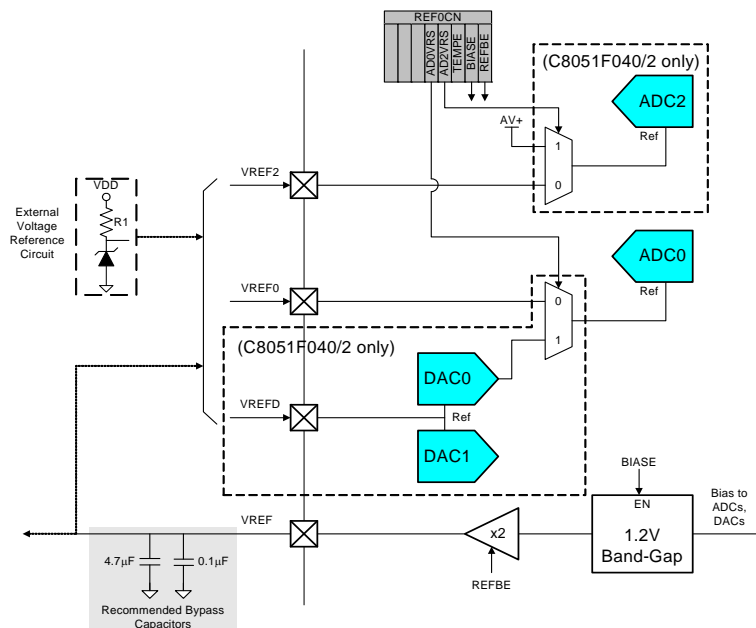 REF0CN
AD0VRS
AD2VRS
TEMPE
BIASE
REFBE
(C8051F040/2 only)
ADC2
Ref
AV+
1
0
VREF2
VDD
R1
External
Voltage
Reference
Circuit
ADC0
Ref
VREF0
0
1
(C8051F040/2 only)
DAC0
VREFD
Ref
DAC1
BIASE
Bias to
ADCs,
DACs
EN
VREF
x2
1.2V
Band-Gap
4.7µF
0.1µF
REFBE
Recommended Bypass
Capacitors